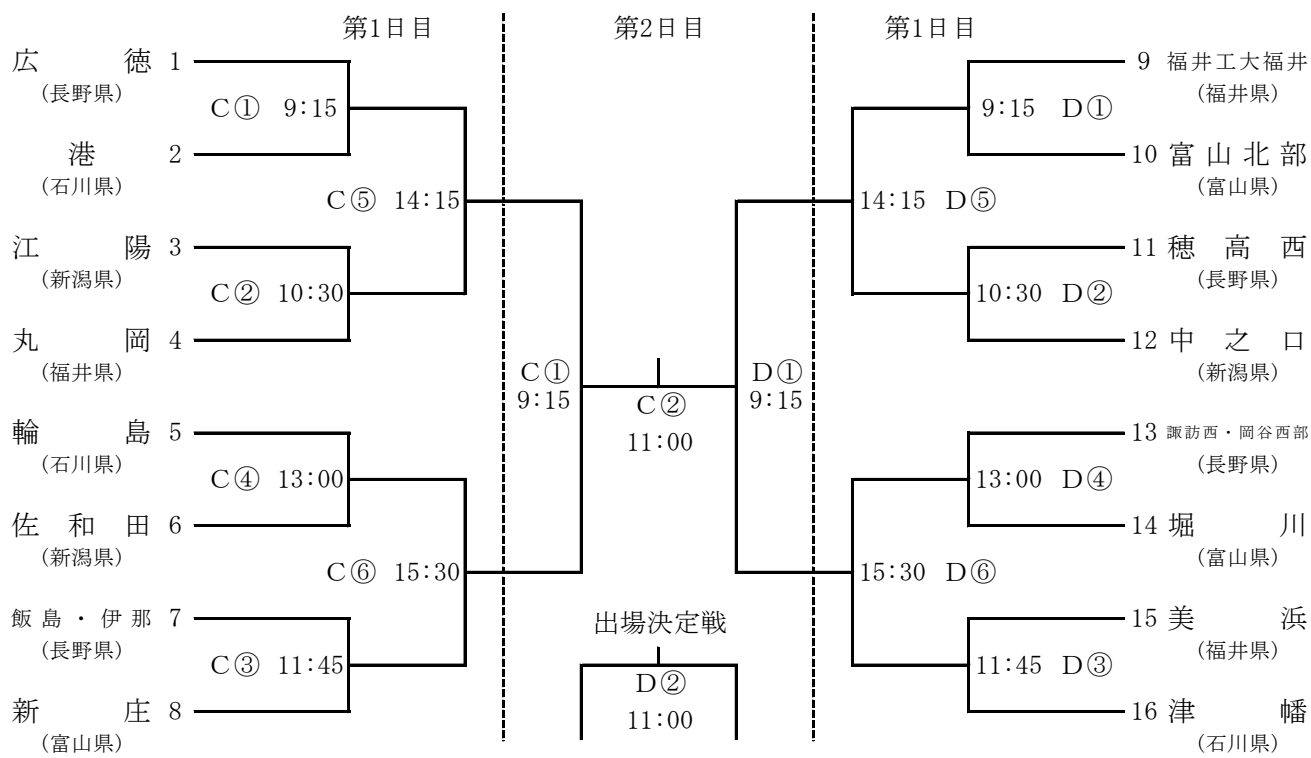 第1日目 第2日目 第1日目
広徳 1
(長野県)
C① 9:15
港 2
(石川県)
C⑤ 14:15
江陽 3
(新潟県)
C② 10:30
丸岡 4
(福井県)
輪島 5
(石川県)
C④ 13:00
佐和田 6
(新潟県)
C⑥ 15:30
飯島・伊那 7
(長野県)
C③ 11:45
新庄 8
(富山県)
C①
9:15
C②
11:00
D①
9:15
出場決定戦
D②
11:00
9 福井工大福井
(福井県)
9:15 D①
10 富山北部
(富山県)
14:15 D⑤
11 穂高西
(長野県)
10:30 D②
12 中之口
(新潟県)
13 諏訪西・岡谷西部
(長野県)
13:00 D④
14 堀川
(富山県)
15:30 D⑥
15 美浜
(福井県)
11:45 D③
16 津幡
(石川県)